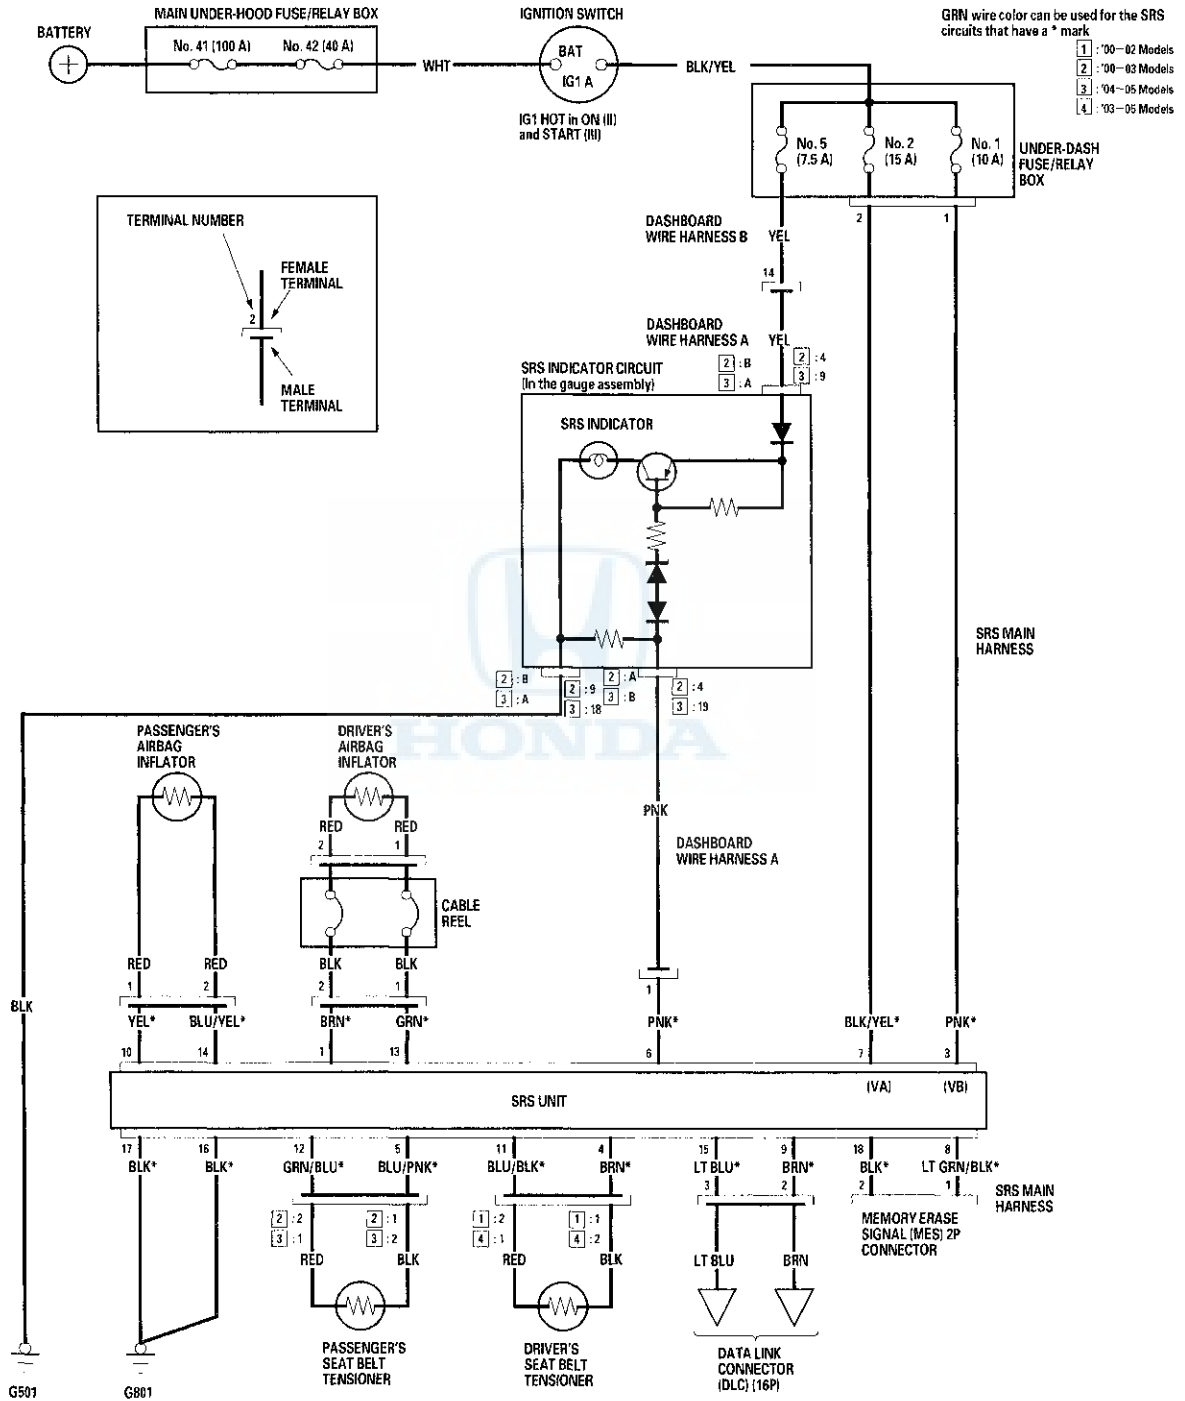 MAIN UNDER-HOOD FUSE/RELAY BOX
IGNITION SWITCH
GRN wire color can be used for the SRS
circuits that have a * mark
1 : '00–02 Models
2 : '00–03 Models
3 : '04–05 Models
4 : '03–05 Models
BATTERY
No. 41 (100 A)
No. 42 (40 A)
WHT
BAT
IG1 A
BLK/YEL
IG1 HOT in ON (II)
and START (III)
No. 5
(7.5 A)
No. 2
(15 A)
No. 1
(10 A)
UNDER-DASH
FUSE/RELAY
BOX
2
1
TERMINAL NUMBER
FEMALE
TERMINAL
2
MALE
TERMINAL
DASHBOARD
WIRE HARNESS B
YEL
14
DASHBOARD
WIRE HARNESS A
YEL
2 : B
3 : A
2 : 4
3 : 9
SRS INDICATOR CIRCUIT
(In the gauge assembly)
SRS INDICATOR
SRS MAIN
HARNESS
2 : B
3 : A
2 : 9
3 : 18
2 : A
3 : B
2 : 4
3 : 19
HONDA
PASSENGER'S
AIRBAG
INFLATOR
DRIVER'S
AIRBAG
INFLATOR
RED
RED
2
1
PNK
DASHBOARD
WIRE HARNESS A
CABLE
REEL
RED
RED
BLK
BLK
1
2
2
1
1
BLK
YEL*
BLU/YEL*
BRN*
GRN*
PNK*
BLK/YEL*
PNK*
10
14
1
13
6
7
3
(VA)
(VB)
SRS UNIT
17
16
12
5
11
4
15
9
18
8
BLK*
BLK*
GRN/BLU*
BLU/PNK*
BLU/BLK*
BRN*
LT BLU*
BRN*
BLK*
LT GRN/BLK*
3
2
2
1
SRS MAIN
HARNESS
2 : 2
3 : 1
2 : 1
3 : 2
1 : 2
4 : 1
1 : 1
4 : 2
MEMORY ERASE
SIGNAL (MES) 2P
CONNECTOR
RED
BLK
RED
BLK
LT BLU
BRN
PASSENGER'S
SEAT BELT
TENSIONER
DRIVER'S
SEAT BELT
TENSIONER
DATA LINK
CONNECTOR
(DLC) (16P)
G501
G801